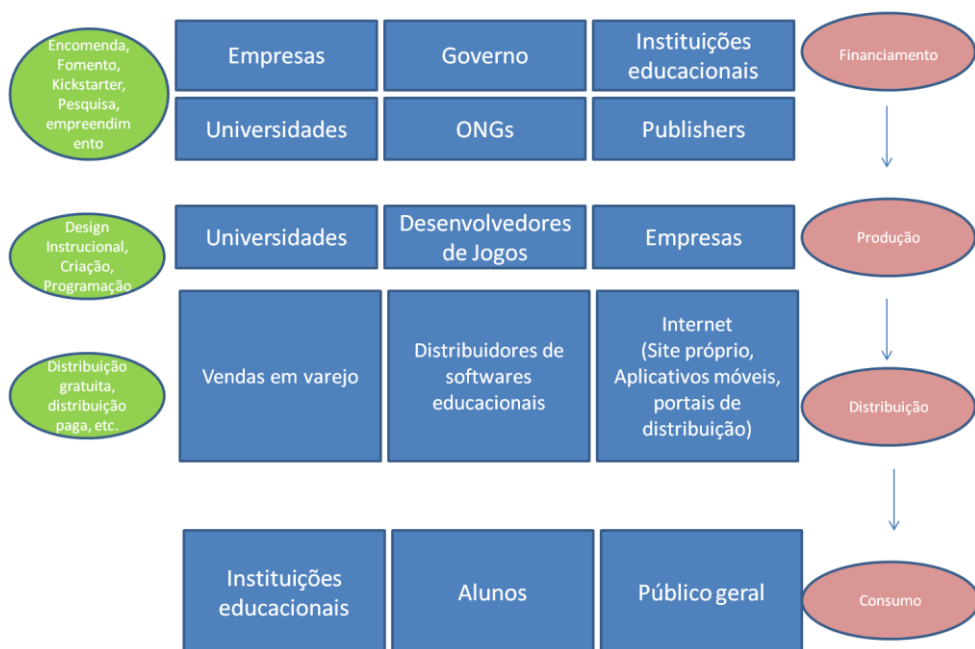 Encomenda,
Fomento,
Kickstarter,
Pesquisa,
empreendim
ento
Empresas
Governo
Instituições
educacionais
Financiamento
Universidades
ONGs
Publishers
Design
Instrucional,
Criação,
Programação
Universidades
Desenvolvedores
de Jogos
Empresas
Produção
Distribuição
gratuita,
distribuição
paga, etc.
Vendas em varejo
Distribuidores de
softwares
educacionais
Internet
(Site próprio,
Aplicativos móveis,
portais de
distribuição)
Distribuição
Instituições
educacionais
Alunos
Público geral
Consumo